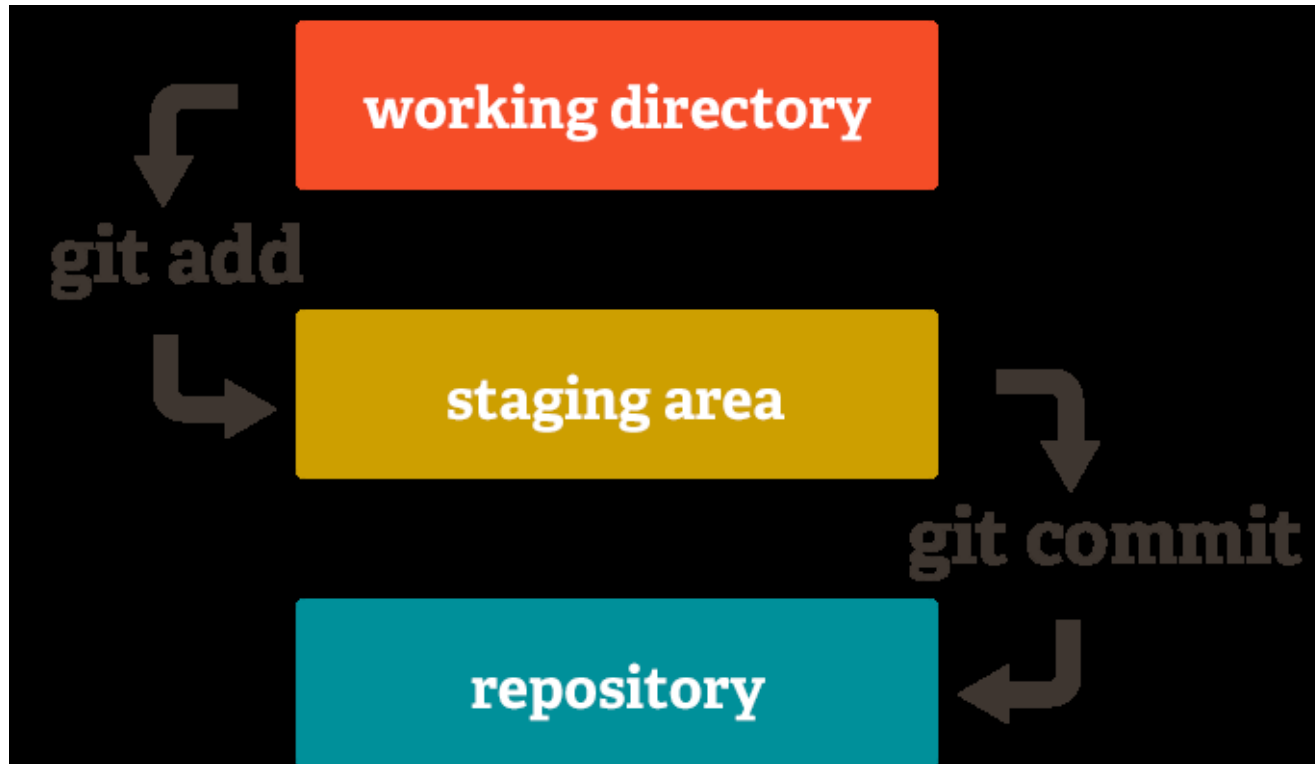 working directory
git add
staging area
git commit
repository